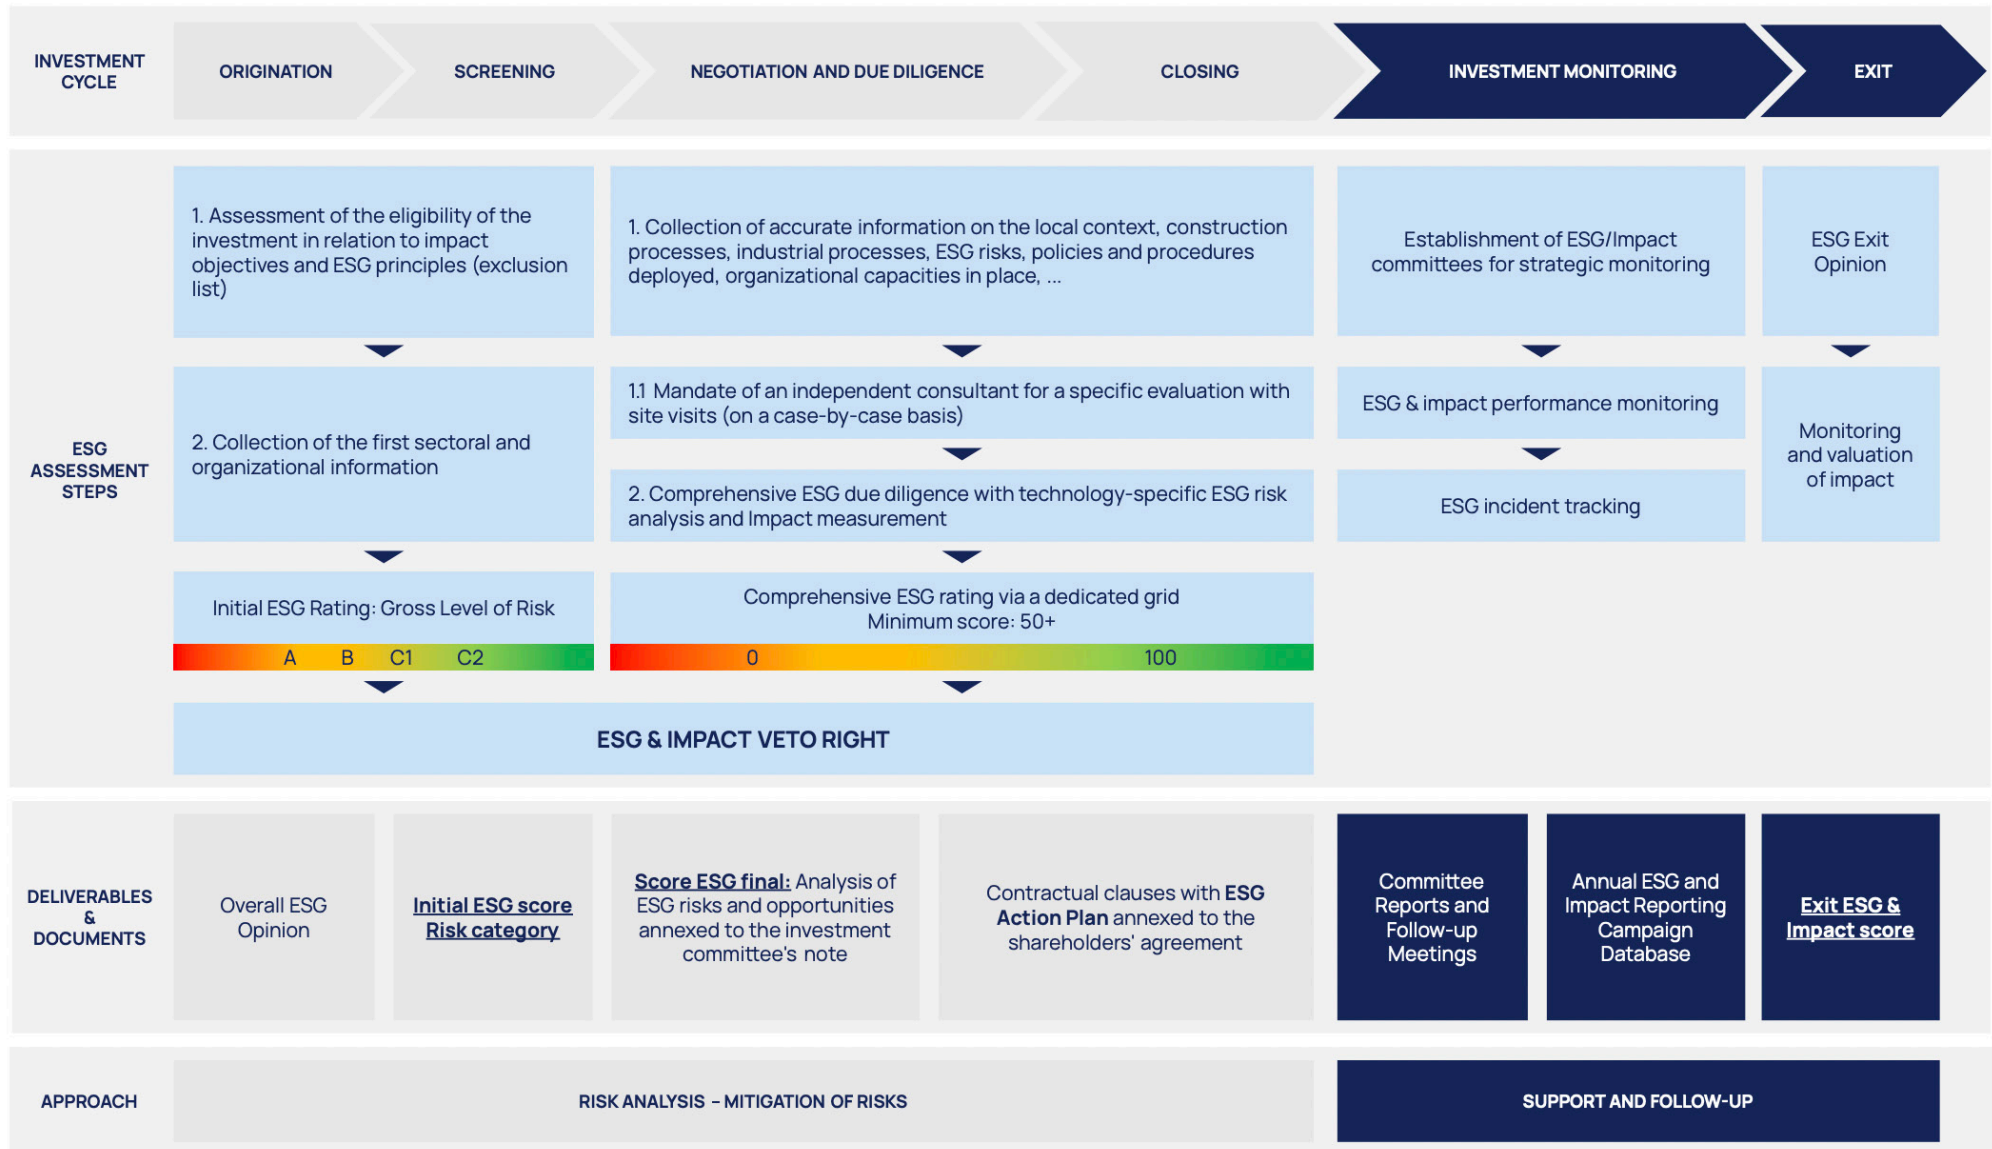 INVESTMENT
CYCLE
ORIGINATION
SCREENING
NEGOTIATION AND DUE DILIGENCE
CLOSING
INVESTMENT MONITORING
EXIT
ESG
ASSESSMENT
STEPS
1. Assessment of the eligibility of the
investment in relation to impact
objectives and ESG principles (exclusion
list)
2. Collection of the first sectoral and
organizational information
Initial ESG Rating: Gross Level of Risk
A B C1 C2
1. Collection of accurate information on the local context, construction
processes, industrial processes, ESG risks, policies and procedures
deployed, organizational capacities in place, ...
1.1 Mandate of an independent consultant for a specific evaluation with
site visits (on a case-by-case basis)
2. Comprehensive ESG due diligence with technology-specific ESG risk
analysis and Impact measurement
Comprehensive ESG rating via a dedicated grid
Minimum score: 50+
0 100
ESG & IMPACT VETO RIGHT
Establishment of ESG/Impact
committees for strategic monitoring
ESG & impact performance monitoring
ESG incident tracking
ESG Exit
Opinion
Monitoring
and valuation
of impact
DELIVERABLES
&
DOCUMENTS
Overall ESG
Opinion
Initial ESG score
Risk category
Score ESG final: Analysis of
ESG risks and opportunities
annexed to the investment
committee's note
Contractual clauses with ESG
Action Plan annexed to the
shareholders' agreement
Committee
Reports and
Follow-up
Meetings
Annual ESG and
Impact Reporting
Campaign
Database
Exit ESG &
Impact score
APPROACH
RISK ANALYSIS – MITIGATION OF RISKS
SUPPORT AND FOLLOW-UP